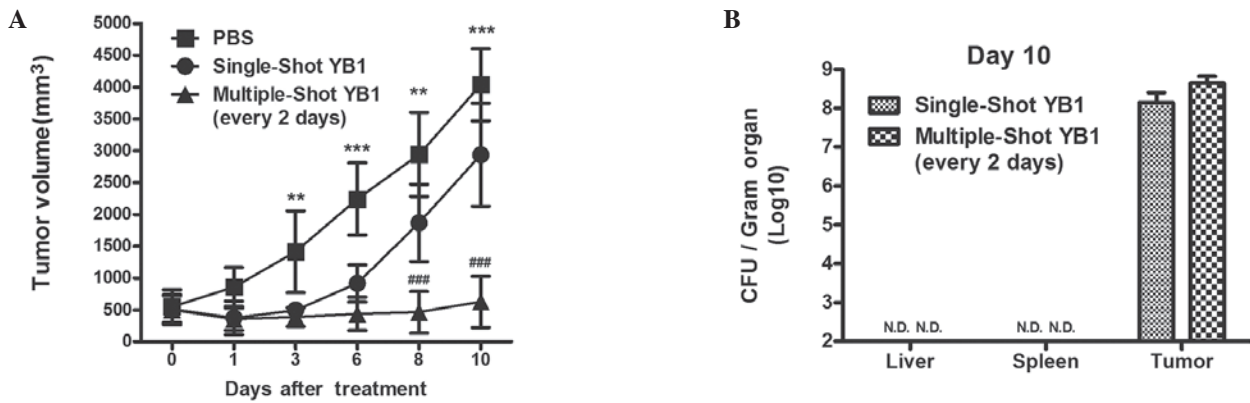 A
Tumor volume(mm³)
5000
4500
4000
3500
3000
2500
2000
1500
1000
500
0
PBS
Single-Shot YB1
Multiple-Shot YB1
(every 2 days)
**
***
**
***
###
###
0 1 3 6 8 10
Days after treatment
B
Day 10
CFU / Gram organ
(Log10)
9
8
7
6
5
4
3
2
Single-Shot YB1
Multiple-Shot YB1
(every 2 days)
N.D. N.D. N.D. N.D.
Liver Spleen Tumor